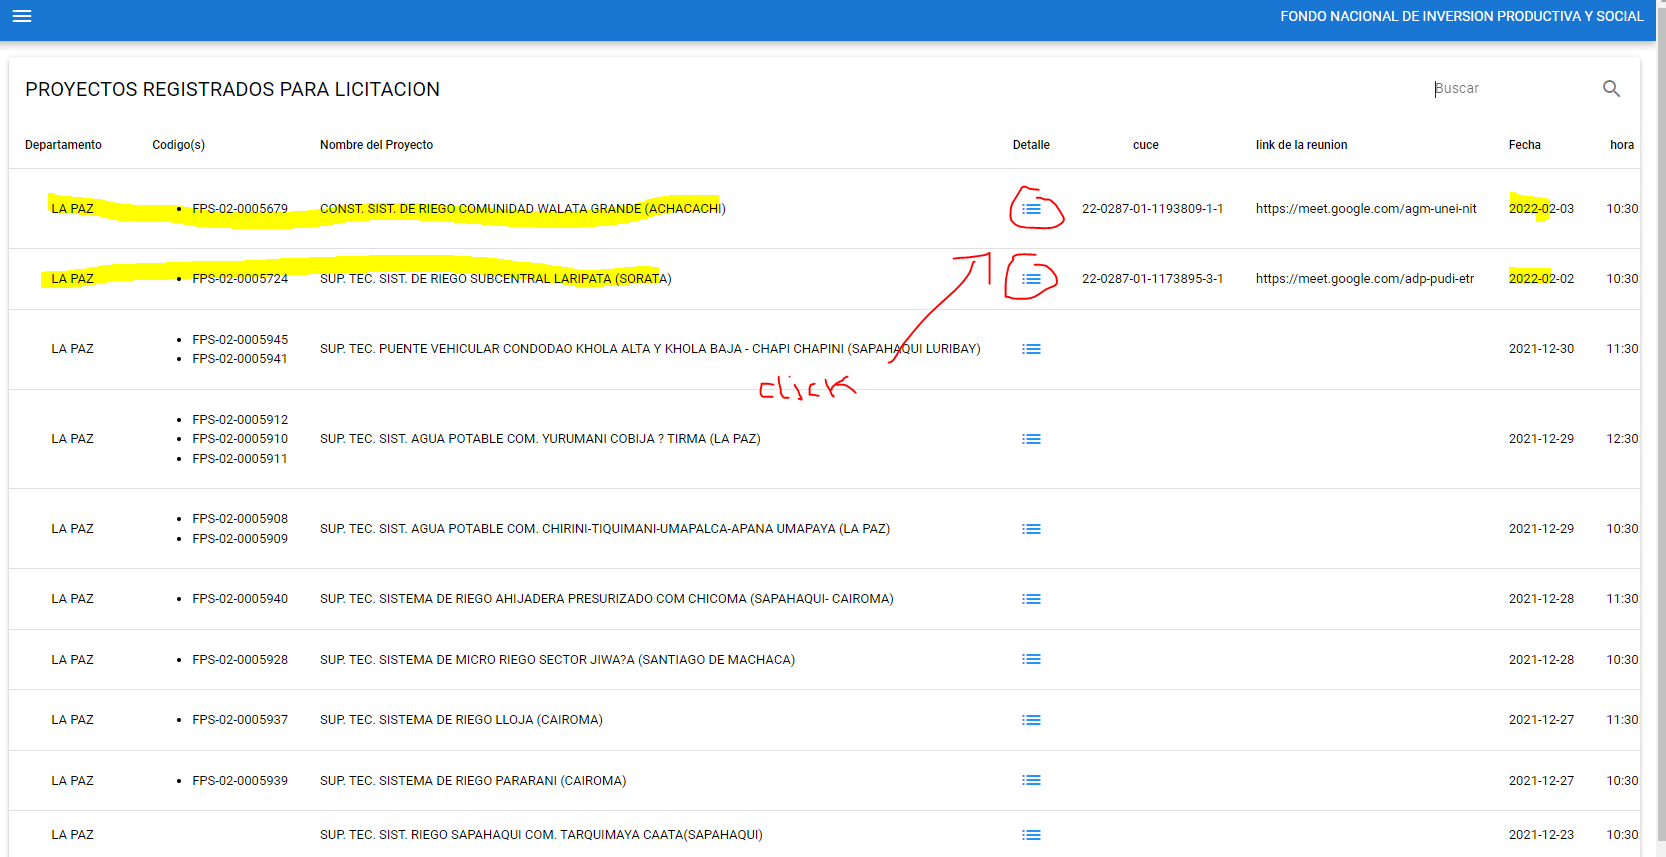 FONDO NACIONAL DE INVERSION PRODUCTIVA Y SOCIAL
PROYECTOS REGISTRADOS PARA LICITACION
Buscar
Departamento Codigo(s) Nombre del Proyecto Detalle cuce link de la reunion Fecha hora
LA PAZ • FPS-02-0005679 CONST. SIST. DE RIEGO COMUNIDAD WALATA GRANDE (ACHACACHI) 22-0287-01-1193809-1-1 https://meet.google.com/agm-unei-nit 2022-02-03 10:30:
LA PAZ • FPS-02-0005724 SUP. TEC. SIST. DE RIEGO SUBCENTRAL LARIPATA (SORATA) 22-0287-01-1173895-3-1 https://meet.google.com/adp-pudi-etr 2022-02-02 10:30:
• FPS-02-0005945
• FPS-02-0005941
LA PAZ SUP. TEC. PUENTE VEHICULAR CONDODAO KHOLA ALTA Y KHOLA BAJA - CHAPI CHAPINI (SAPAHAQUI LURIBAY) 2021-12-30 11:30:
click
• FPS-02-0005912
• FPS-02-0005910
• FPS-02-0005911
LA PAZ SUP. TEC. SIST. AGUA POTABLE COM. YURUMANI COBIJA ? TIRMA (LA PAZ) 2021-12-29 12:30:
• FPS-02-0005908
• FPS-02-0005909
LA PAZ SUP. TEC. SIST. AGUA POTABLE COM. CHIRINI-TIQUIMANI-UMAPALCA-APANA UMAPAYA (LA PAZ) 2021-12-29 10:30:
LA PAZ • FPS-02-0005940 SUP. TEC. SISTEMA DE RIEGO AHIJADERA PRESURIZADO COM CHICOMA (SAPAHAQUI- CAIROMA) 2021-12-28 11:30:
LA PAZ • FPS-02-0005928 SUP. TEC. SISTEMA DE MICRO RIEGO SECTOR JIWA?A (SANTIAGO DE MACHACA) 2021-12-28 10:30:
LA PAZ • FPS-02-0005937 SUP. TEC. SISTEMA DE RIEGO LLOJA (CAIROMA) 2021-12-27 11:30:
LA PAZ • FPS-02-0005939 SUP. TEC. SISTEMA DE RIEGO PARARANI (CAIROMA) 2021-12-27 10:30:
LA PAZ SUP. TEC. SIST. RIEGO SAPAHAQUI COM. TARQUIMAYA CAATA(SAPAHAQUI) 2021-12-23 10:30: